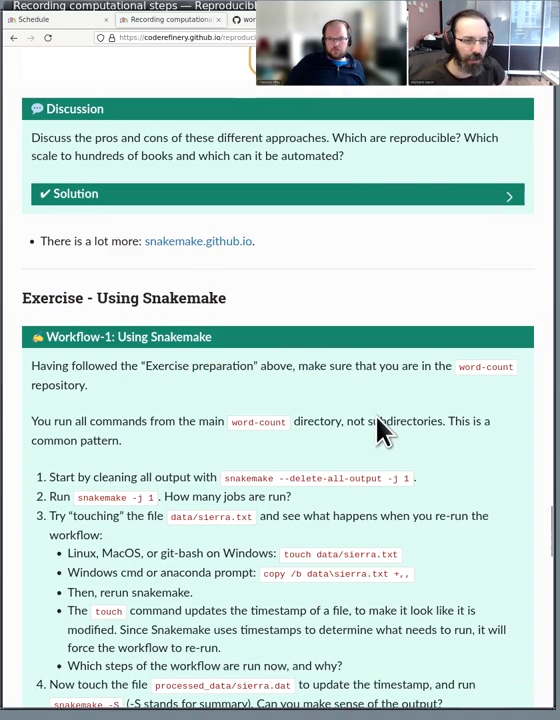 Recording computational steps — Reproducib
Schedule
Recording computational
wor
https://coderefinery.github.io/reproduci
Discussion
Discuss the pros and cons of these different approaches. Which are reproducible? Which
scale to hundreds of books and which can it be automated?
✔ Solution
• There is a lot more: snakemake.github.io.
Exercise - Using Snakemake
Workflow-1: Using Snakemake
Having followed the “Exercise preparation” above, make sure that you are in the word-count
repository.
You run all commands from the main word-count directory, not subdirectories. This is a
common pattern.
1. Start by cleaning all output with snakemake --delete-all-output -j 1 .
2. Run snakemake -j 1 . How many jobs are run?
3. Try “touching” the file data/sierra.txt and see what happens when you re-run the
workflow:
• Linux, MacOS, or git-bash on Windows: touch data/sierra.txt
• Windows cmd or anaconda prompt: copy /b data\sierra.txt +,,
• Then, rerun snakemake.
• The touch command updates the timestamp of a file, to make it look like it is
modified. Since Snakemake uses timestamps to determine what needs to run, it will
force the workflow to re-run.
• Which steps of the workflow are run now, and why?
4. Now touch the file processed_data/sierra.dat to update the timestamp, and run
snakemake -S (-S stands for summary). Can you make sense of the output?